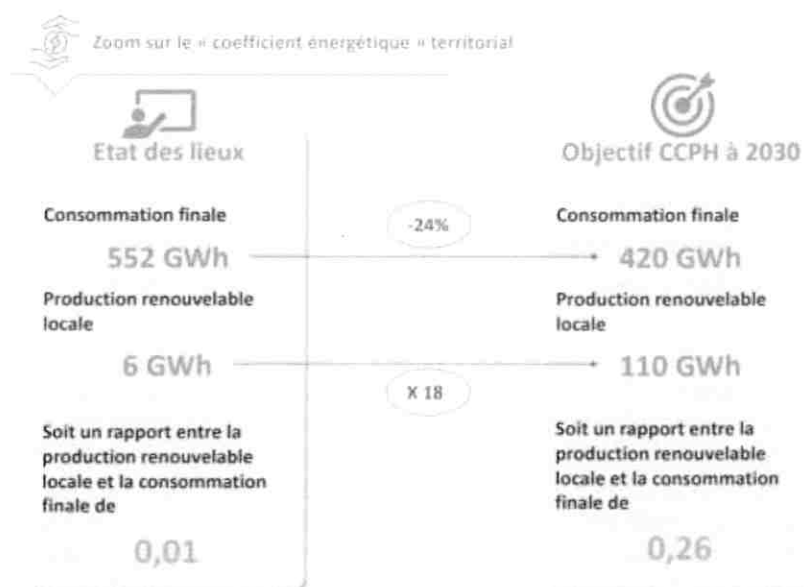 Zoom sur le « coefficient énergétique » territorial
Etat des lieux
Consommation finale
552 GWh
Production renouvelable
locale
6 GWh
Soit un rapport entre la
production renouvelable
locale et la consommation
finale de
0,01
-24%
X 18
Objectif CCPH à 2030
Consommation finale
420 GWh
Production renouvelable
locale
110 GWh
Soit un rapport entre la
production renouvelable
locale et la consommation
finale de
0,26